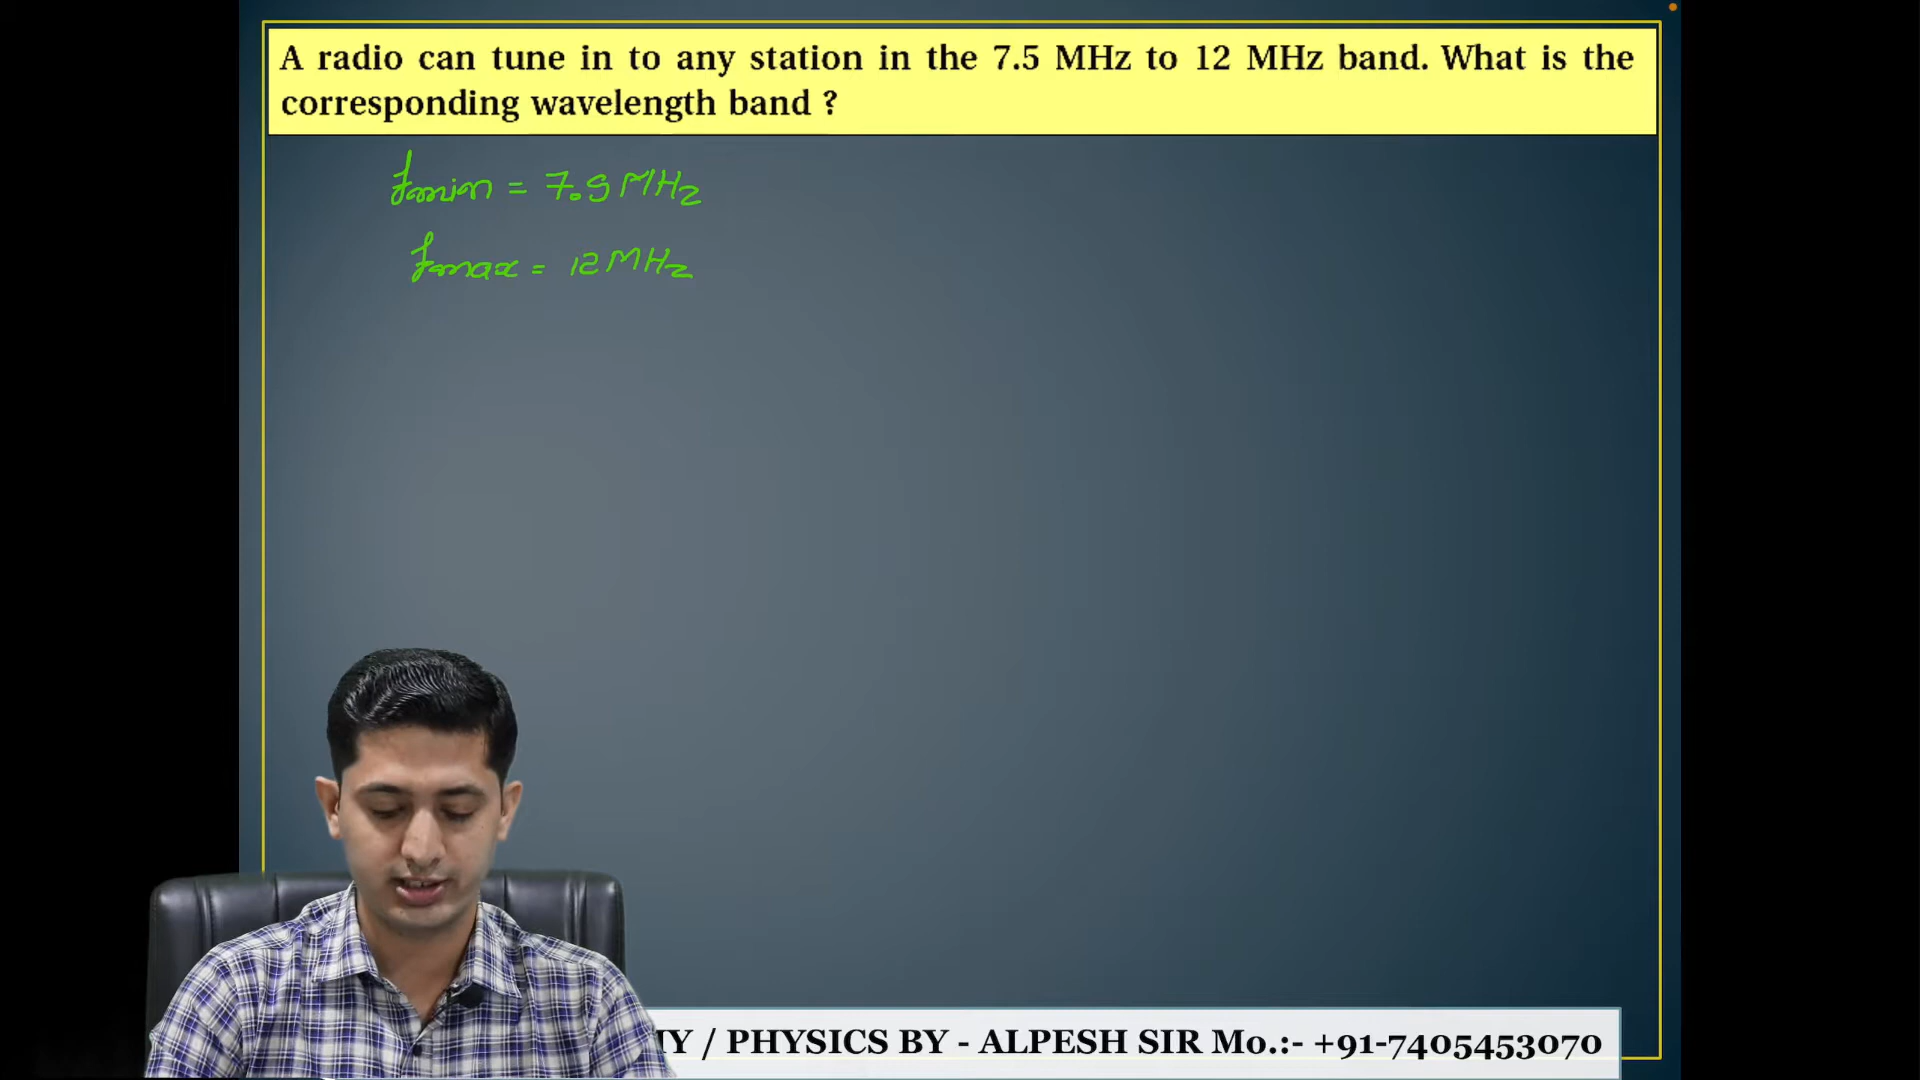 A radio can tune in to any station in the 7.5 MHz to 12 MHz band. What is the
corresponding wavelength band ?
fmin = 7.5 MHz
fmax = 12 MHz
/ PHYSICS BY - ALPESH SIR Mo.:- +91-7405453070